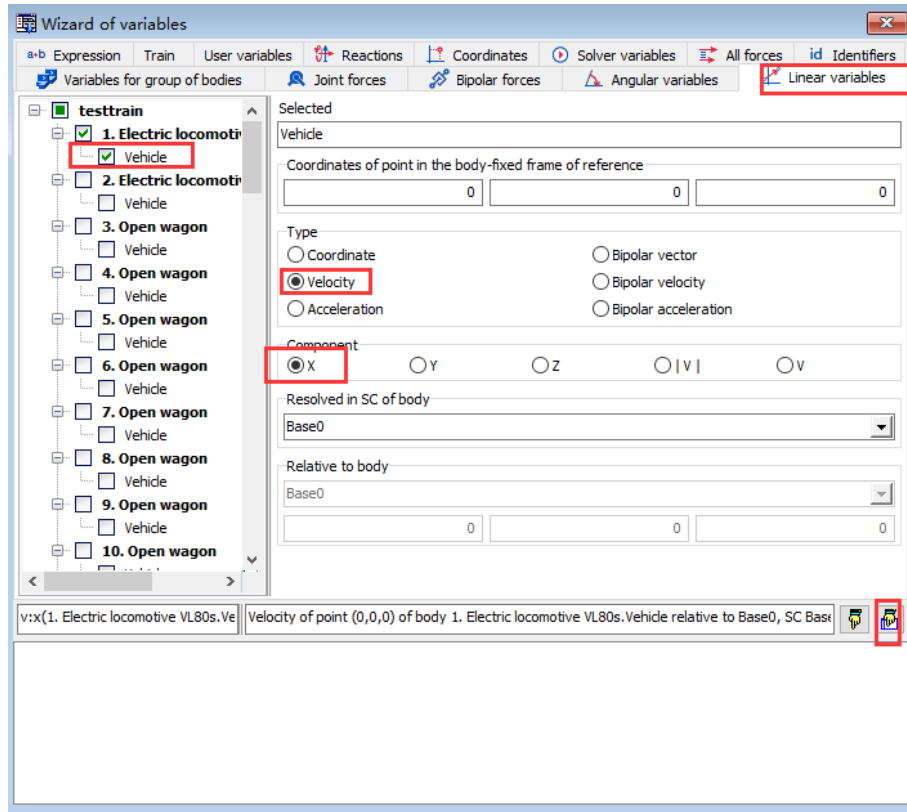 Wizard of variables
a+b Expression Train User variables Reactions Coordinates Solver variables All forces id Identifiers
Variables for group of bodies Joint forces Bipolar forces Angular variables Linear variables
testtrain
1. Electric locomoti
Vehicle
2. Electric locomoti
Vehicle
3. Open wagon
Vehicle
4. Open wagon
Vehicle
5. Open wagon
Vehicle
6. Open wagon
Vehicle
7. Open wagon
Vehicle
8. Open wagon
Vehicle
9. Open wagon
Vehicle
10. Open wagon
Selected
Vehicle
Coordinates of point in the body-fixed frame of reference
0 0 0
Type
Coordinate Bipolar vector
Velocity Bipolar velocity
Acceleration Bipolar acceleration
Component
X Y Z | V | V
Resolved in SC of body
Base0
Relative to body
Base0
0 0 0
v:x(1. Electric locomotive VL80s.Ve Velocity of point (0,0,0) of body 1. Electric locomotive VL80s.Vehicle relative to Base0, SC Base